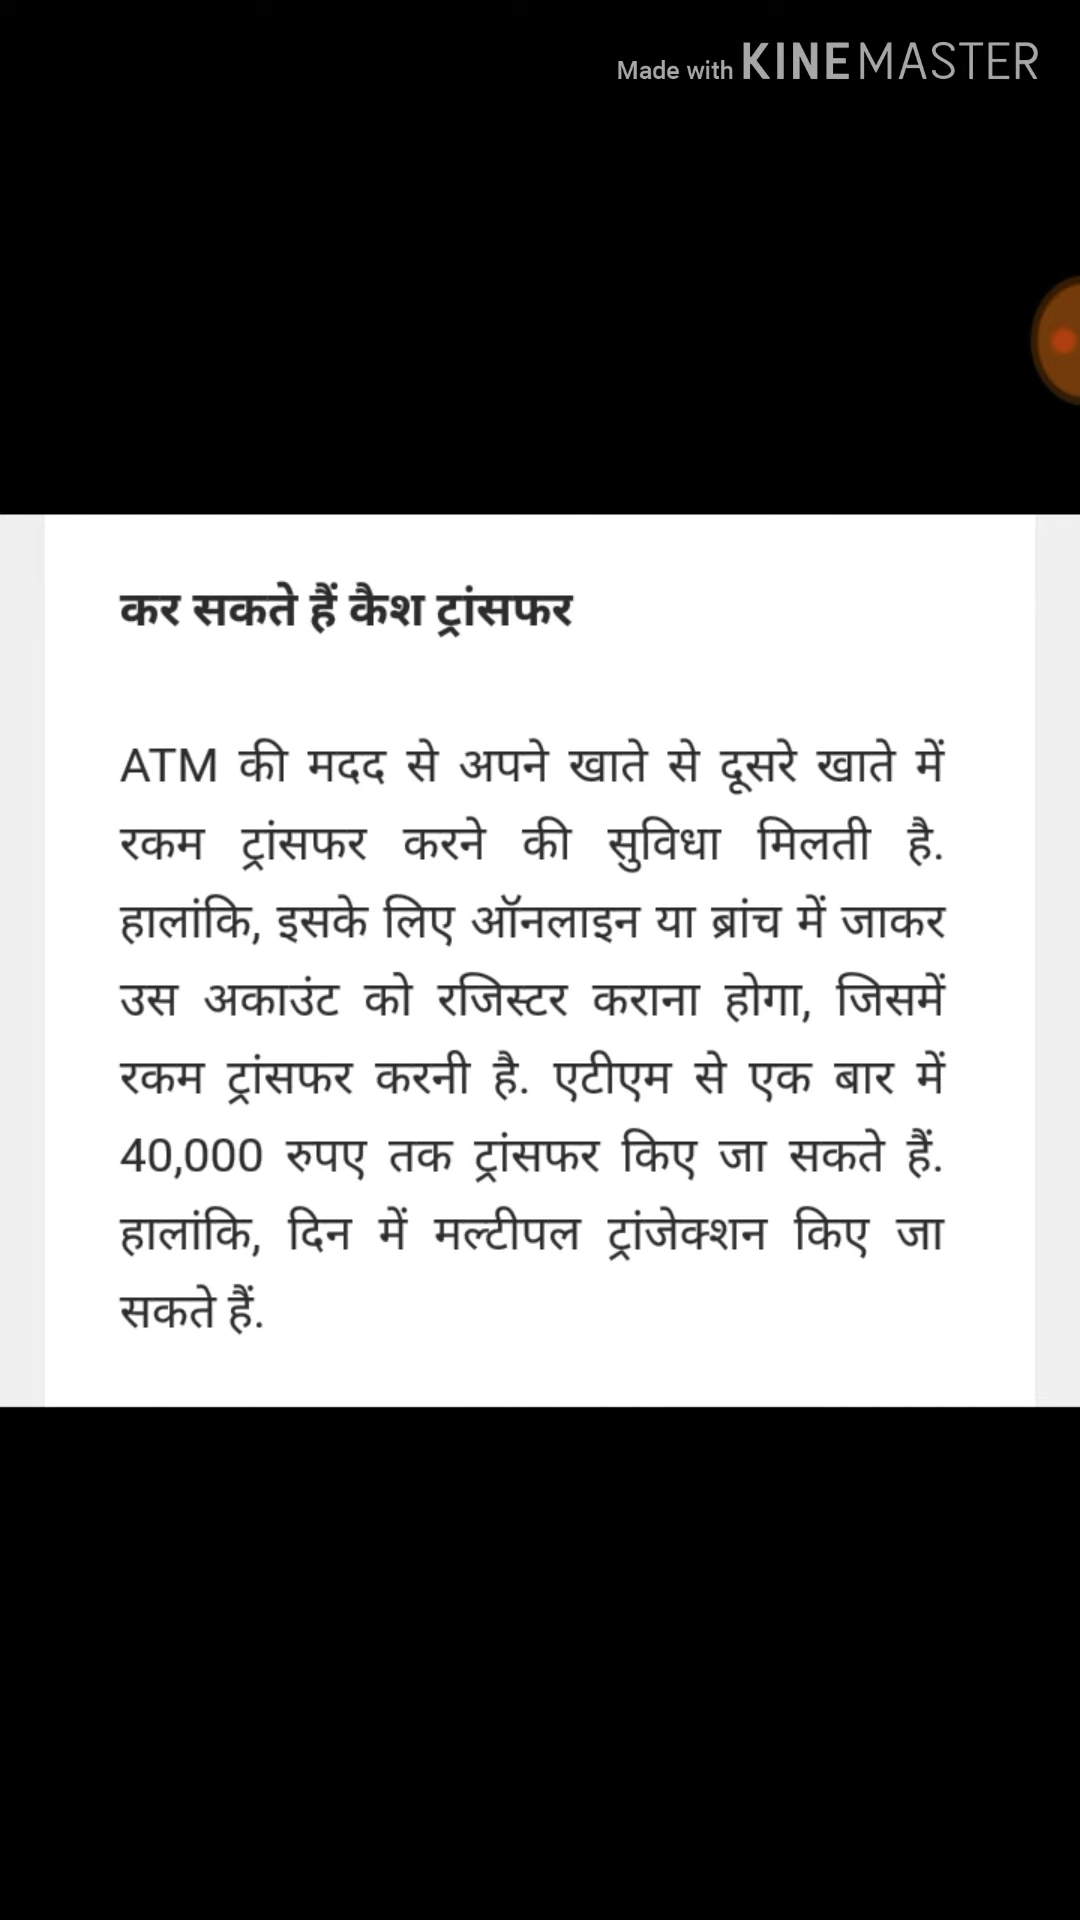 Made with KINEMASTER
कर सकते हैं कैश ट्रांसफर
ATM की मदद से अपने खाते से दूसरे खाते में
रकम ट्रांसफर करने की सुविधा मिलती है.
हालांकि, इसके लिए ऑनलाइन या ब्रांच में जाकर
उस अकाउंट को रजिस्टर कराना होगा, जिसमें
रकम ट्रांसफर करनी है. एटीएम से एक बार में
40,000 रुपए तक ट्रांसफर किए जा सकते हैं.
हालांकि, दिन में मल्टीपल ट्रांजेक्शन किए जा
सकते हैं.